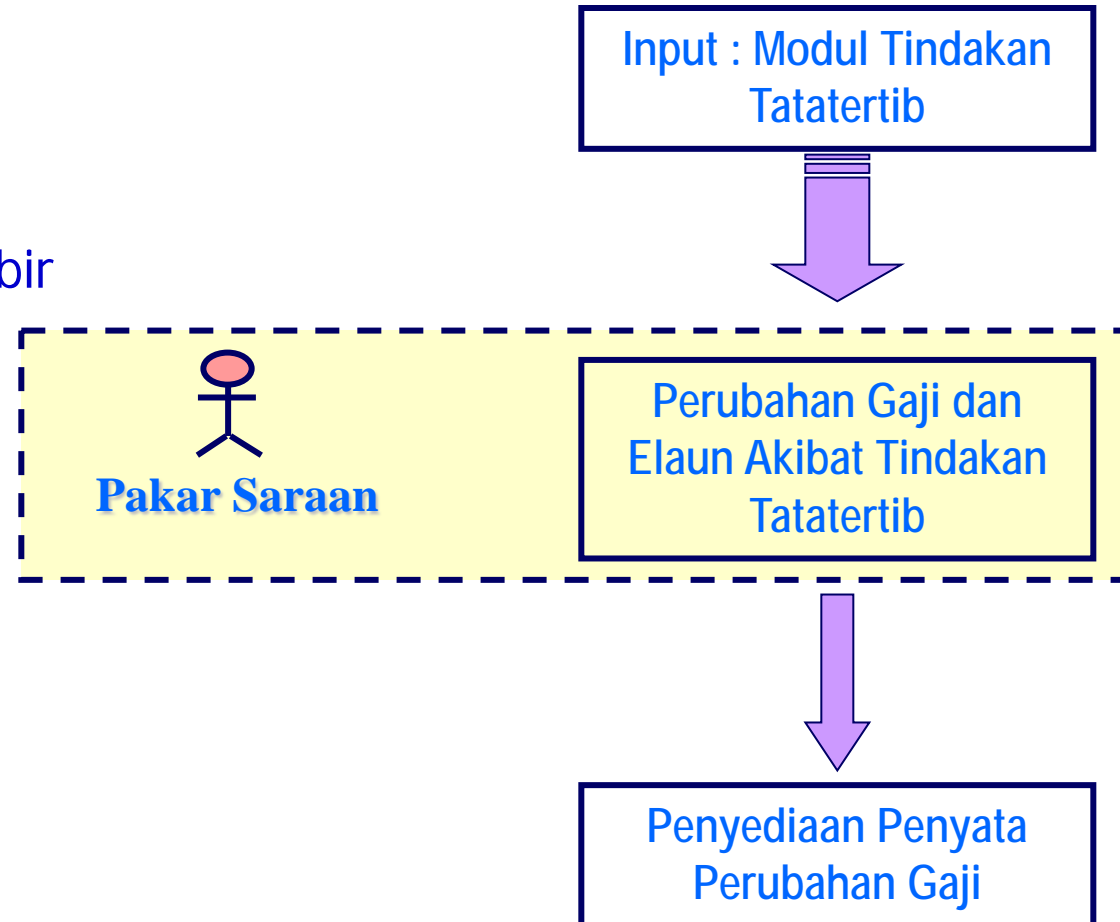 Input : Modul Tindakan
Tatatertib
bir
Pakar Saraan
Perubahan Gaji dan
Elaun Akibat Tindakan
Tatatertib
Penyediaan Penyata
Perubahan Gaji